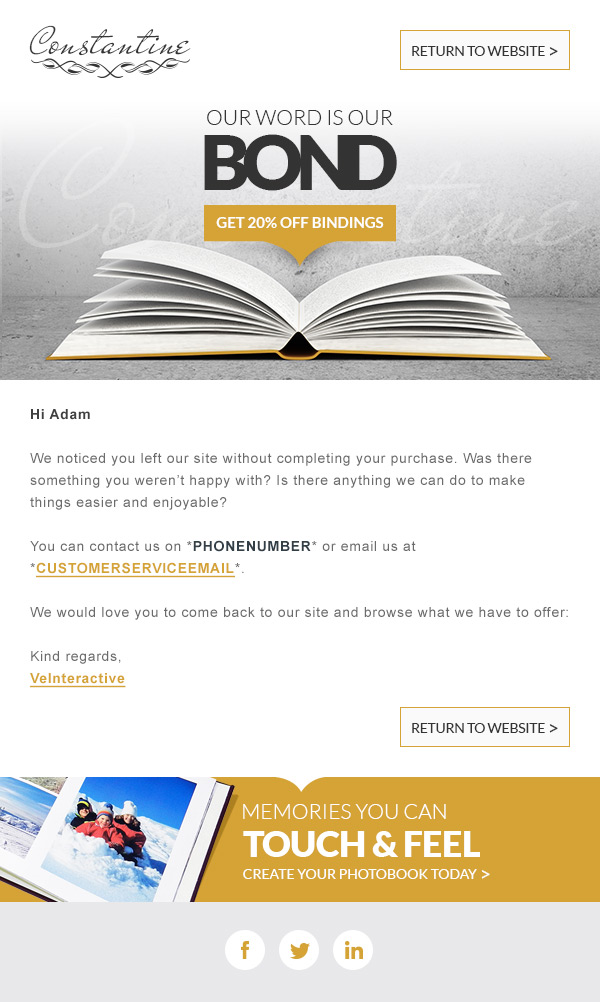 Constantine
RETURN TO WEBSITE >
OUR WORD IS OUR
BOND
GET 20% OFF BINDINGS
Constantine
Hi Adam
We noticed you left our site without completing your purchase. Was there
something you weren’t happy with? Is there anything we can do to make
things easier and enjoyable?
You can contact us on *PHONENUMBER* or email us at
*CUSTOMERSERVICEEMAIL*.
We would love you to come back to our site and browse what we have to offer:
Kind regards,
VeInteractive
RETURN TO WEBSITE >
MEMORIES YOU CAN
TOUCH & FEEL
CREATE YOUR PHOTOBOOK TODAY >
f
in